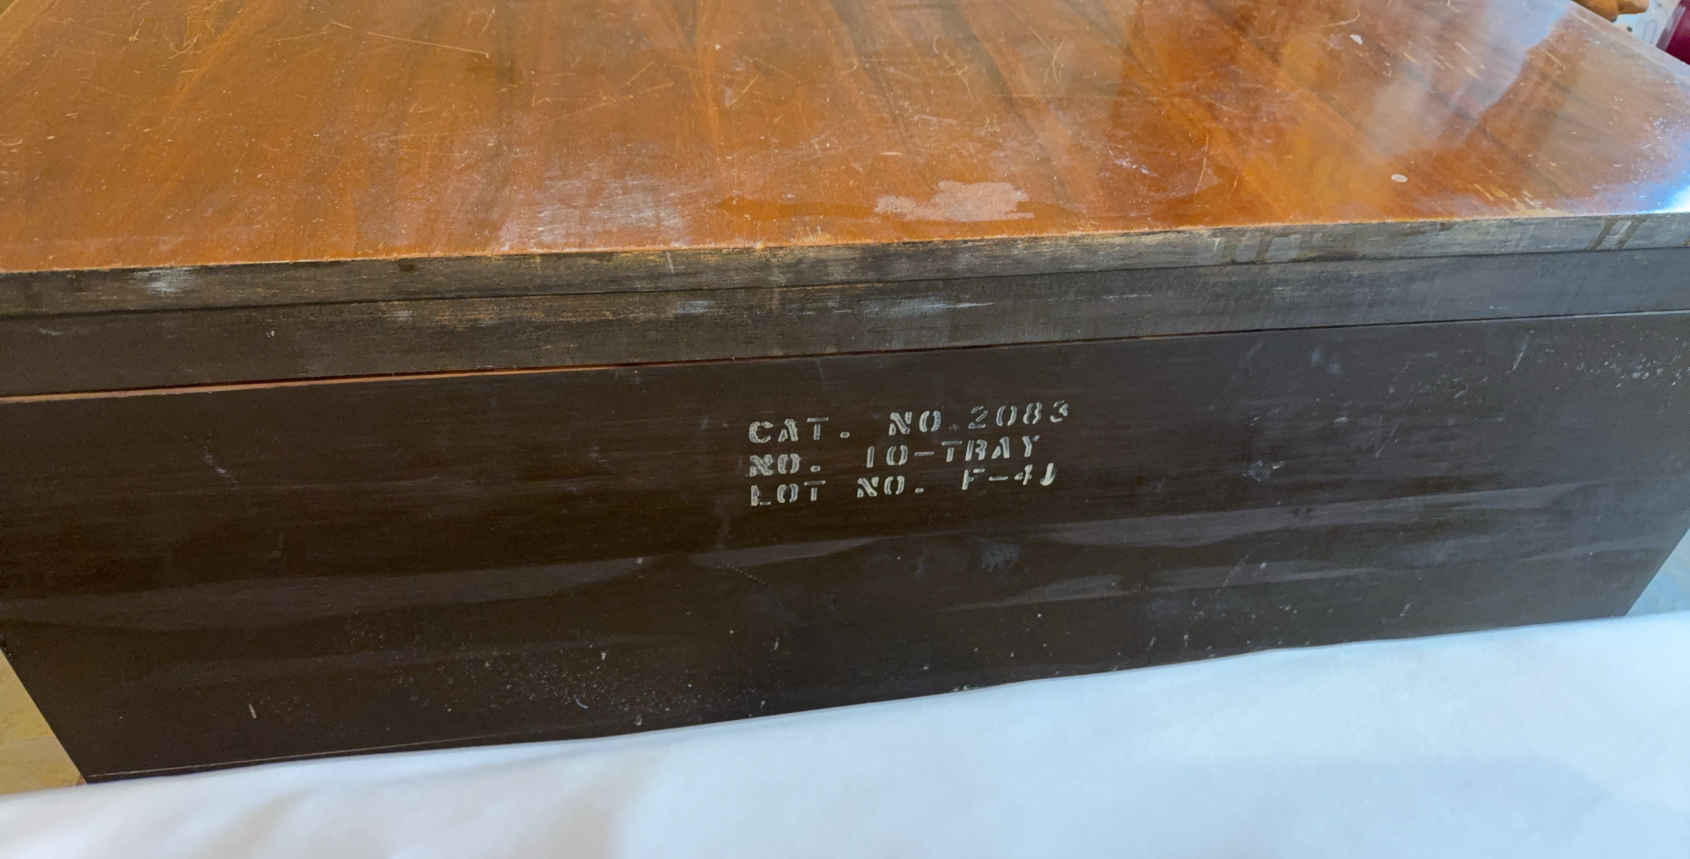 CAT. NO. 2083
NO. 10-TRAY
LOT NO. F-4J